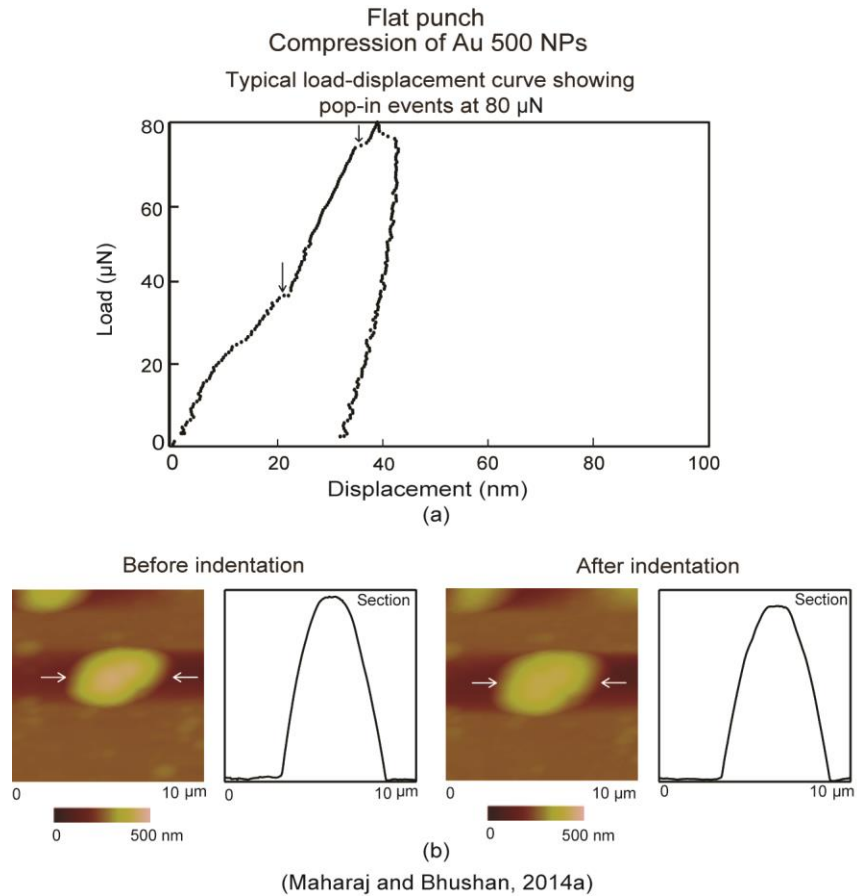 Flat punch
Compression of Au 500 NPs
Typical load-displacement curve showing
pop-in events at 80 µN
80
60
40
20
0
Load (µN)
0 20 40 60 80 100
Displacement (nm)
(a)
Before indentation
After indentation
Section
Section
0 10 µm 0 10 µm 0 10 µm 0 10 µm
0 500 nm 0 500 nm
(b)
(Maharaj and Bhushan, 2014a)